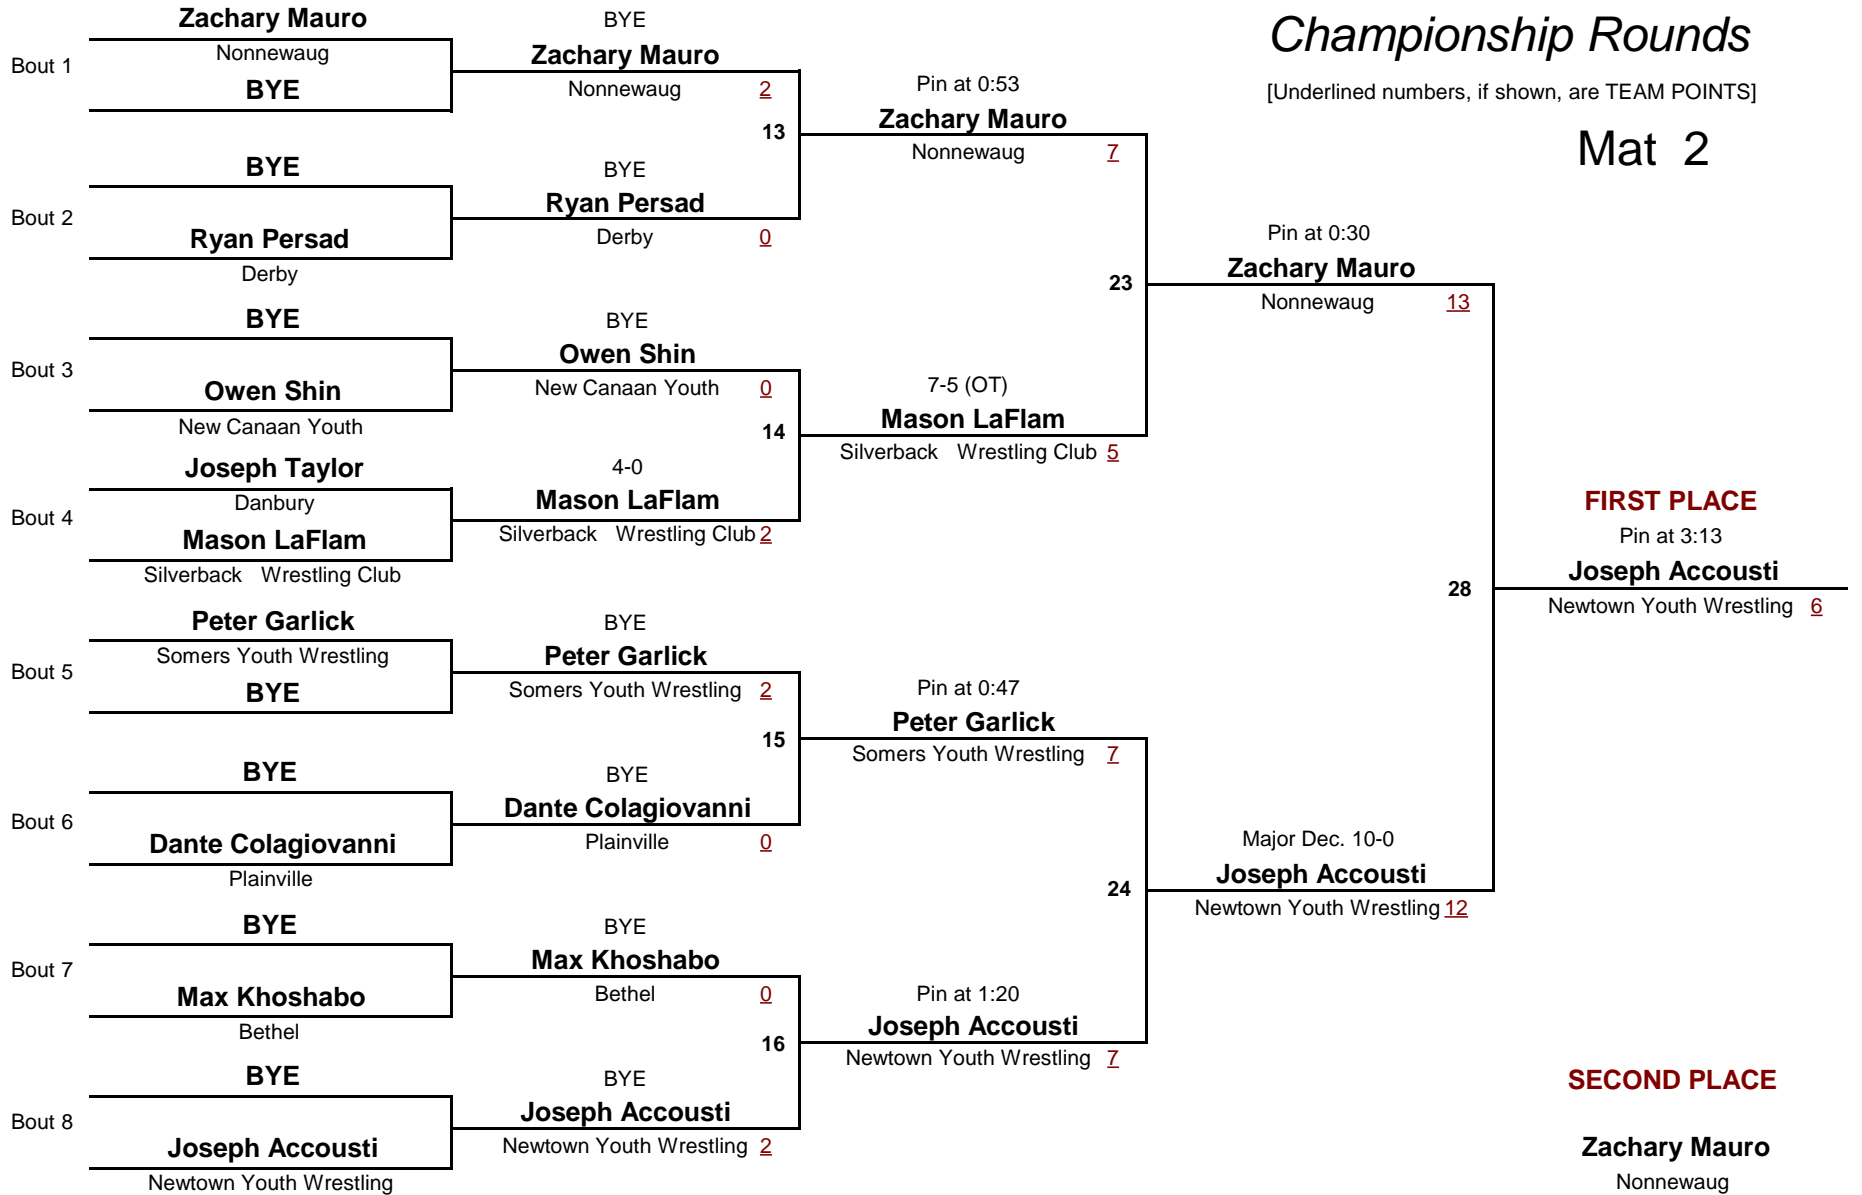 Championship Rounds
[Underlined numbers, if shown, are TEAM POINTS]
Mat 2
Bout 1
Zachary Mauro
Nonnewaug
BYE
Bout 2
BYE
Ryan Persad
Derby
Bout 3
BYE
Owen Shin
New Canaan Youth
Bout 4
Joseph Taylor
Danbury
Mason LaFlam
Silverback Wrestling Club
Bout 5
Peter Garlick
Somers Youth Wrestling
BYE
Bout 6
BYE
Dante Colagiovanni
Plainville
Bout 7
BYE
Max Khoshabo
Bethel
Bout 8
BYE
Joseph Accousti
Newtown Youth Wrestling
BYE
Zachary Mauro
Nonnewaug 2
13
BYE
Ryan Persad
Derby 0
BYE
Owen Shin
New Canaan Youth 0
14
4-0
Mason LaFlam
Silverback Wrestling Club 2
BYE
Peter Garlick
Somers Youth Wrestling 2
15
BYE
Dante Colagiovanni
Plainville 0
BYE
Max Khoshabo
Bethel 0
16
BYE
Joseph Accousti
Newtown Youth Wrestling 2
Pin at 0:53
Zachary Mauro
Nonnewaug 7
23
7-5 (OT)
Mason LaFlam
Silverback Wrestling Club 5
Pin at 0:47
Peter Garlick
Somers Youth Wrestling 7
24
Pin at 1:20
Joseph Accousti
Newtown Youth Wrestling 7
Pin at 0:30
Zachary Mauro
Nonnewaug 13
28
Major Dec. 10-0
Joseph Accousti
Newtown Youth Wrestling 12
FIRST PLACE
Pin at 3:13
Joseph Accousti
Newtown Youth Wrestling 6
SECOND PLACE
Zachary Mauro
Nonnewaug